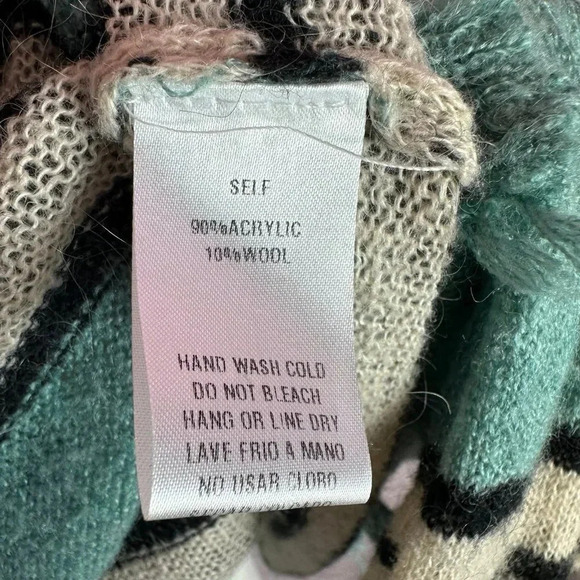 SELF
90%ACRYLIC
10%WOOL
HAND WASH COLD
DO NOT BLEACH
HANG OR LINE DRY
LAVE FRIO A MANO
NO USAR CLORO